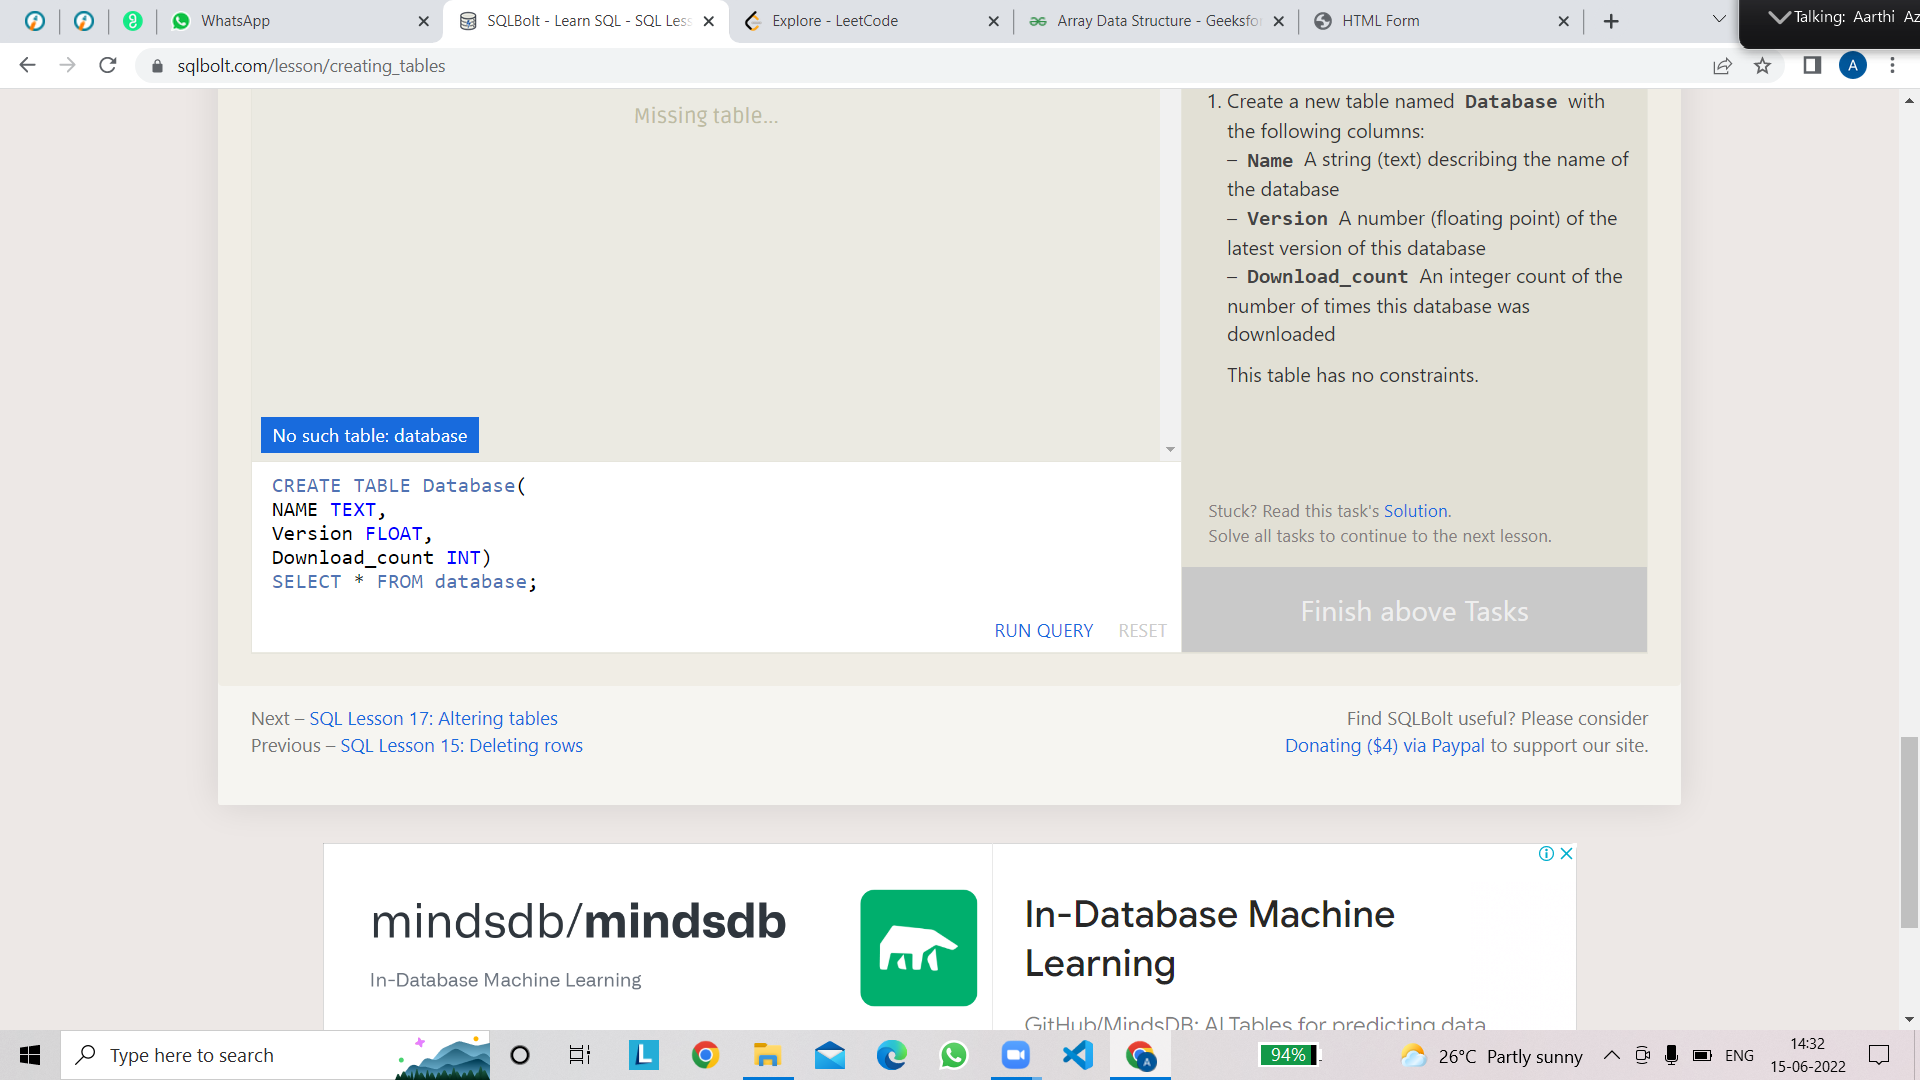 WhatsApp
SQLBolt - Learn SQL - SQL Less
Explore - LeetCode
Array Data Structure - Geeksfor
HTML Form
Talking: Aarthi Az
sqlbolt.com/lesson/creating_tables
A
Missing table...
1. Create a new table named Database with
the following columns:
– Name A string (text) describing the name of
the database
– Version A number (floating point) of the
latest version of this database
– Download_count An integer count of the
number of times this database was
downloaded
This table has no constraints.
No such table: database
CREATE TABLE Database(
NAME TEXT,
Version FLOAT,
Download_count INT)
SELECT * FROM database;
RUN QUERY RESET
Stuck? Read this task's Solution.
Solve all tasks to continue to the next lesson.
Finish above Tasks
Next – SQL Lesson 17: Altering tables
Previous – SQL Lesson 15: Deleting rows
Find SQLBolt useful? Please consider
Donating ($4) via Paypal to support our site.
mindsdb/mindsdb
In-Database Machine Learning
In-Database Machine
Learning
GitHub/MindsDB: AI Tables for predicting data
Type here to search
L
A
94%
26°C Partly sunny
ENG
14:32
15-06-2022